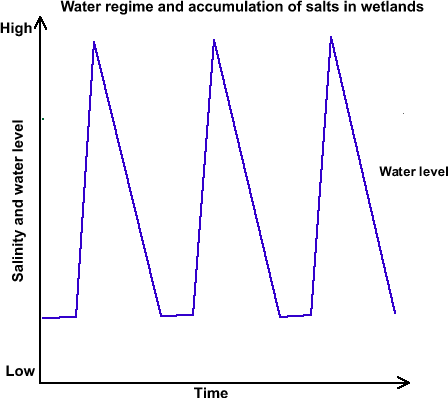 Water regime and accumulation of salts in wetlands
High
Salinity and water level
Water level
Low
Time